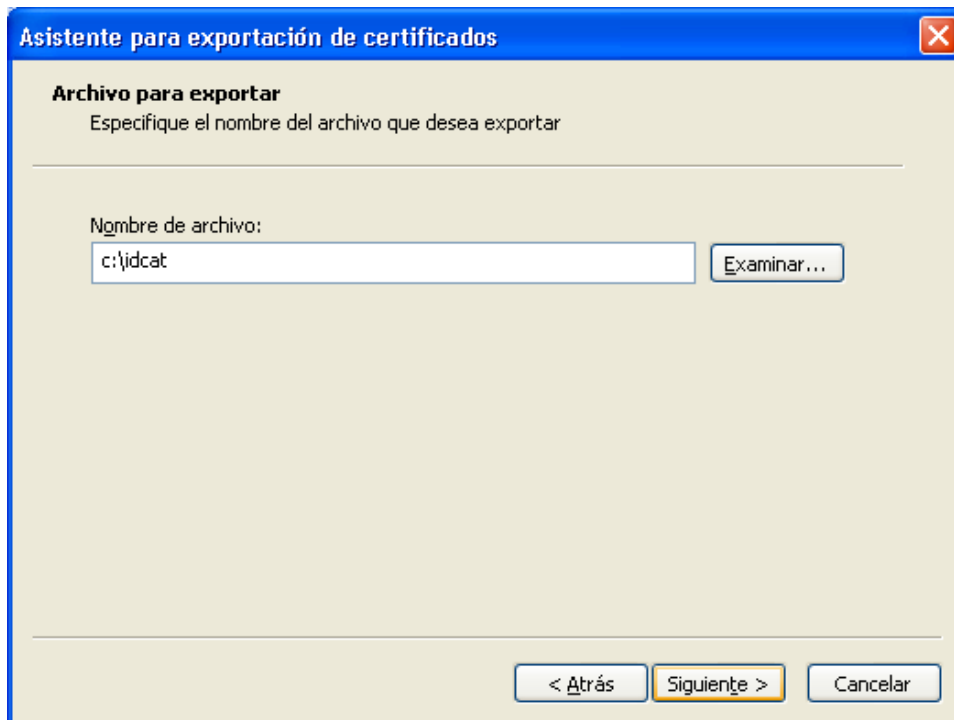 Asistente para exportación de certificados
Archivo para exportar
Especifique el nombre del archivo que desea exportar
Nombre de archivo:
c:\idcat
Examinar...
< Atrás
Siguiente >
Cancelar